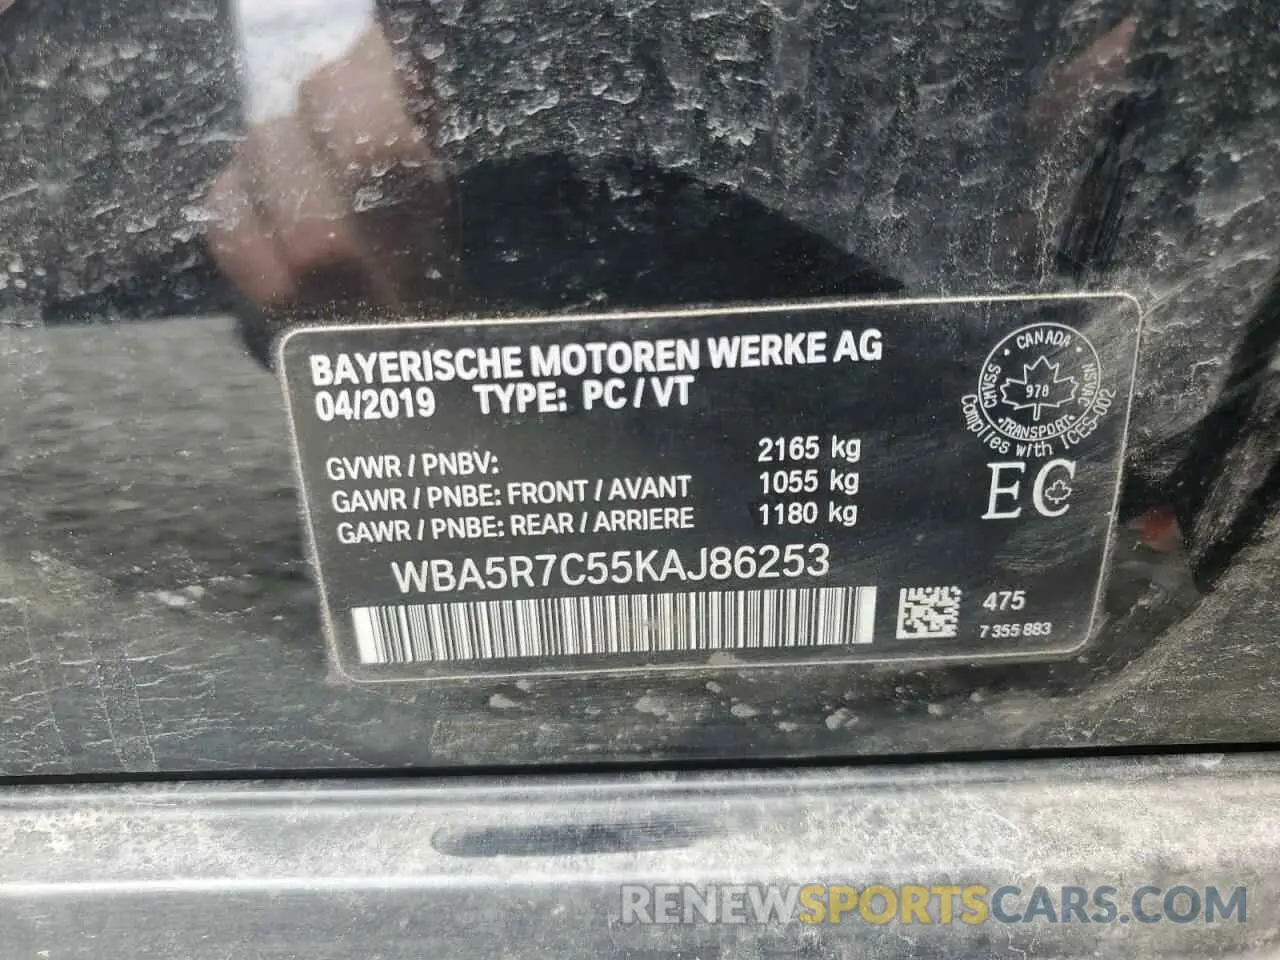 BAYERISCHE MOTOREN WERKE AG
04/2019 TYPE: PC / VT
GVWR / PNBV: 2165 kg
GAWR / PNBE: FRONT / AVANT 1055 kg
GAWR / PNBE: REAR / ARRIERE 1180 kg
WBA5R7C55KAJ86253
CANADA
CMVSS 978 NSVAC
TRANSPORT
Complies with ICES-002
EC
475
7 355 883
RENEWSPORTSCARS.COM